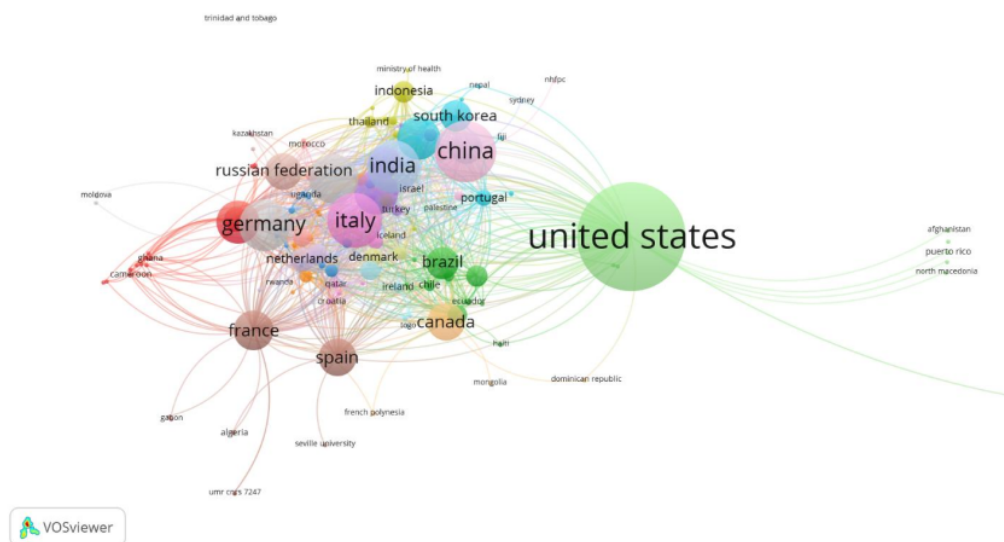 trinidad and tobago
ministry of health
indonesia
nepal
nhfpc
sydney
thailand
south korea
kazakhstan
morocco
fiji
china
russian federation
india
moldova
uganda
israel
portugal
turkey
palestine
germany
italy
iceland
united states
afghanistan
ghana
netherlands
denmark
brazil
puerto rico
cameroon
rwanda
qatar
ireland
chile
north macedonia
croatia
ecuador
france
togo
canada
haiti
spain
mongolia
dominican republic
gabon
french polynesia
algeria
seville university
umr cnrs 7247
VOSviewer